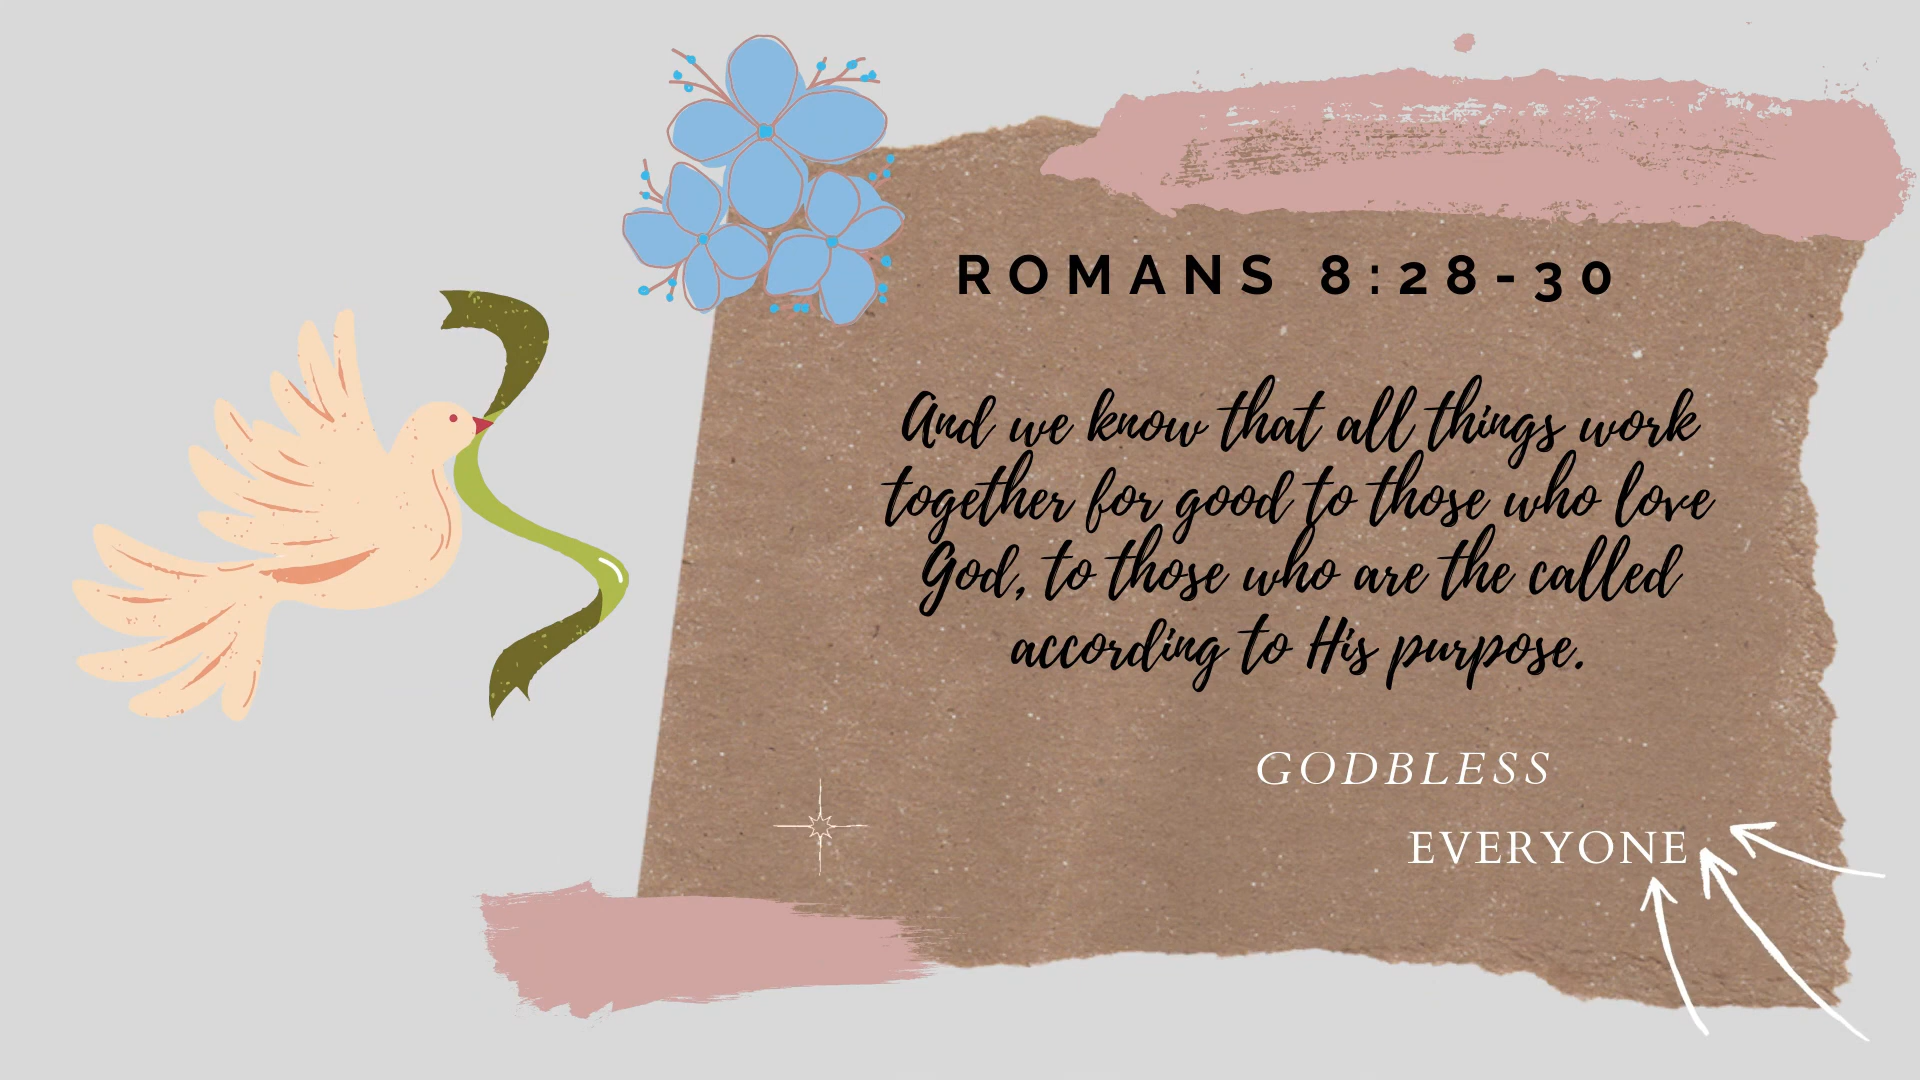 ROMANS 8:28-30
And we know that all things work
together for good to those who love
God, to those who are the called
according to His purpose.
GODBLESS
EVERYONE